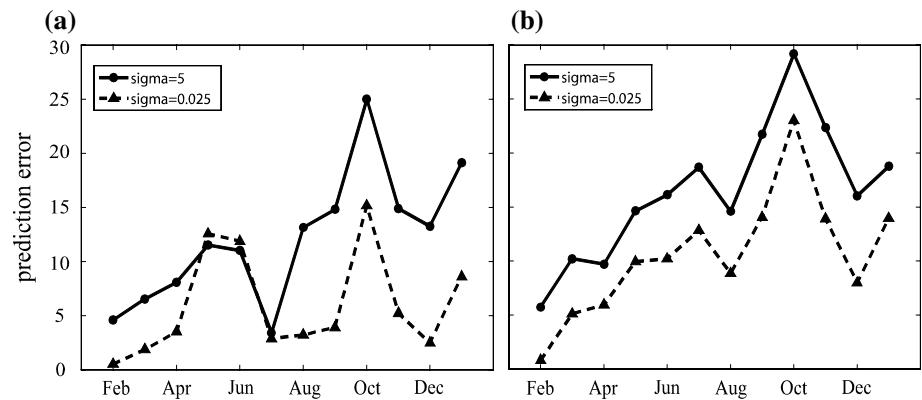 (a)
(b)
prediction error
30
25
20
15
10
5
0
sigma=5
sigma=0.025
Feb Apr Jun Aug Oct Dec
sigma=5
sigma=0.025
Feb Apr Jun Aug Oct Dec